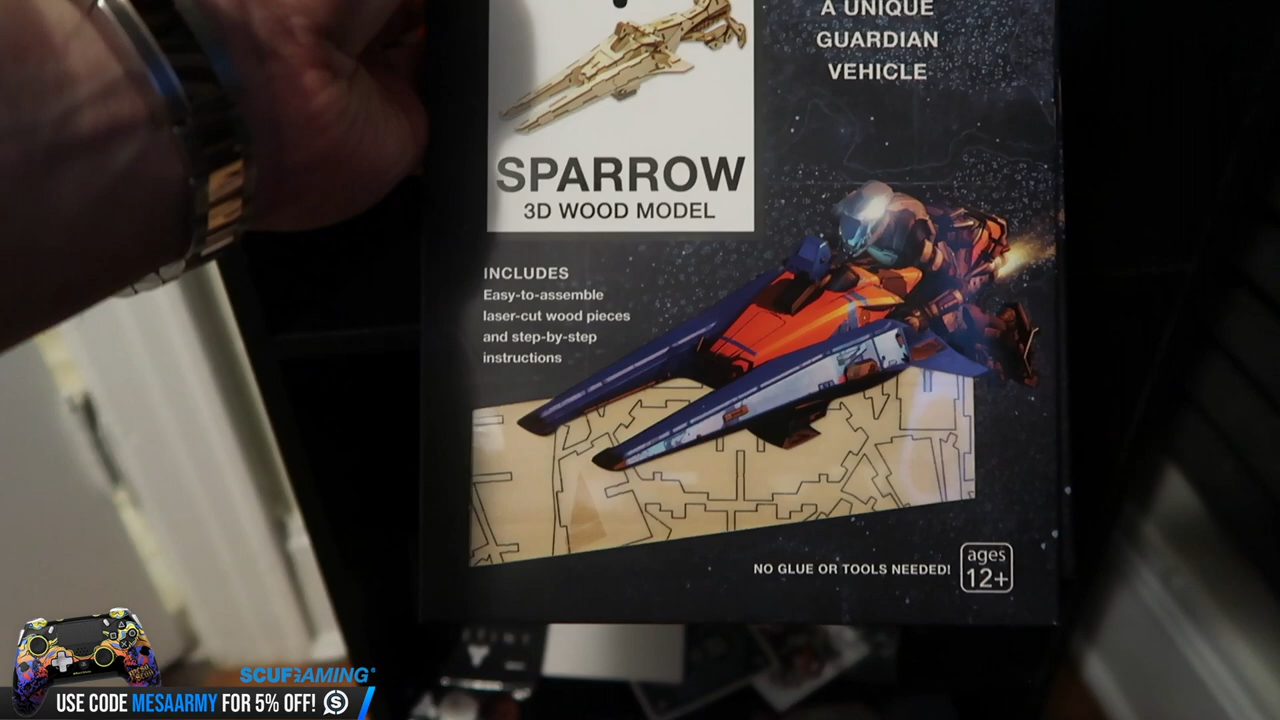 A UNIQUE
GUARDIAN
VEHICLE
SPARROW
3D WOOD MODEL
INCLUDES
Easy-to-assemble
laser-cut wood pieces
and step-by-step
instructions
NO GLUE OR TOOLS NEEDED!
ages
12+
SCUFGAMING
USE CODE MESAARMY FOR 5% OFF!